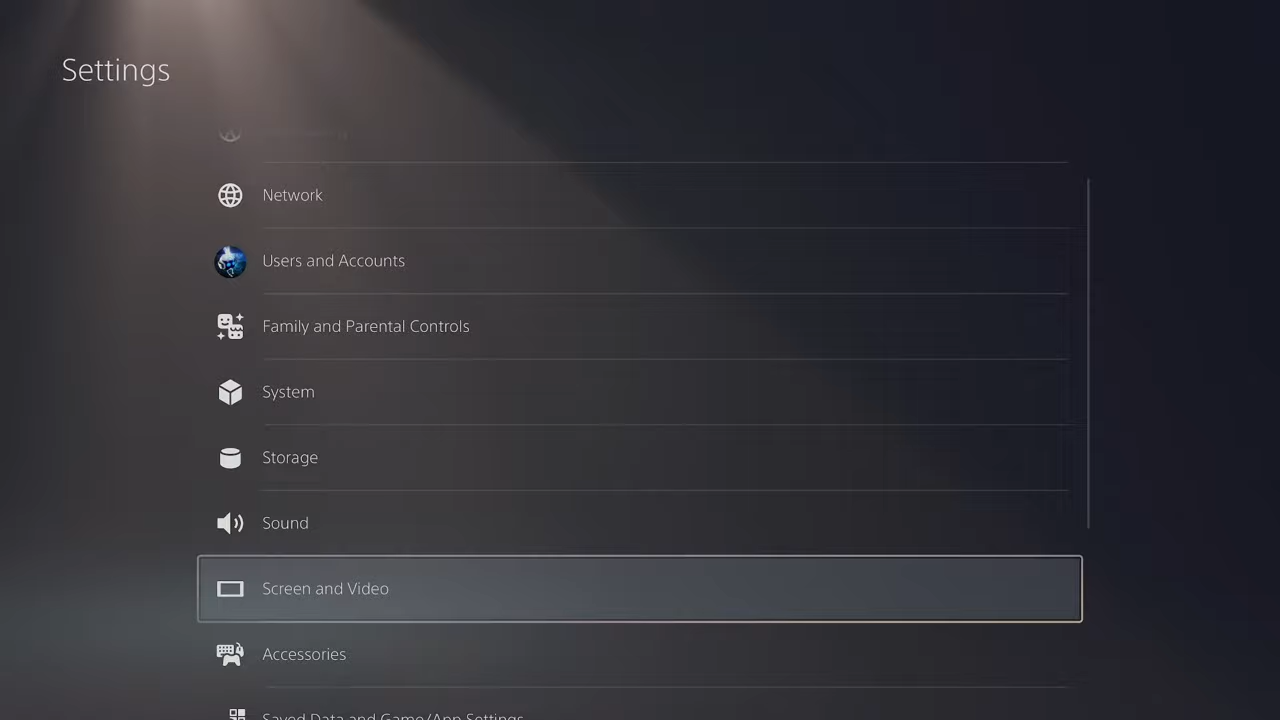 Settings
Network
Users and Accounts
Family and Parental Controls
System
Storage
Sound
Screen and Video
Accessories
Saved Data and Game/App Settings